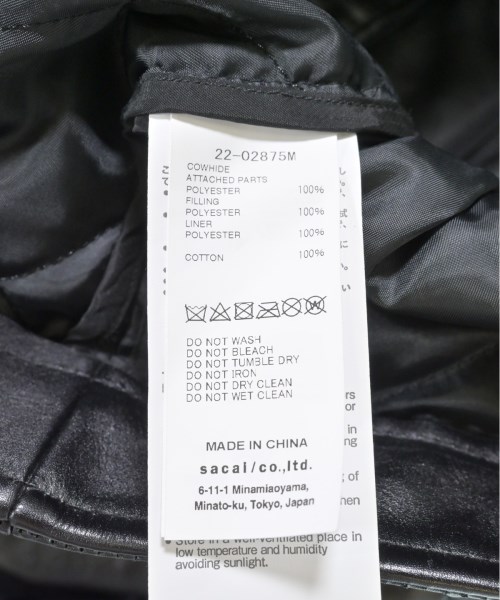 22-02875M
COWHIDE
ATTACHED PARTS
POLYESTER 100%
FILLING
POLYESTER 100%
LINER
POLYESTER 100%
COTTON 100%
DO NOT WASH
DO NOT BLEACH
DO NOT TUMBLE DRY
DO NOT IRON
DO NOT DRY CLEAN
DO NOT WET CLEAN
MADE IN CHINA
sacai/co.,ltd.
6-11-1 Minamiaoyama,
Minato-ku, Tokyo, Japan
or
in
of
• Store in a well-ventilated place in
low temperature and humidity
avoiding sunlight.